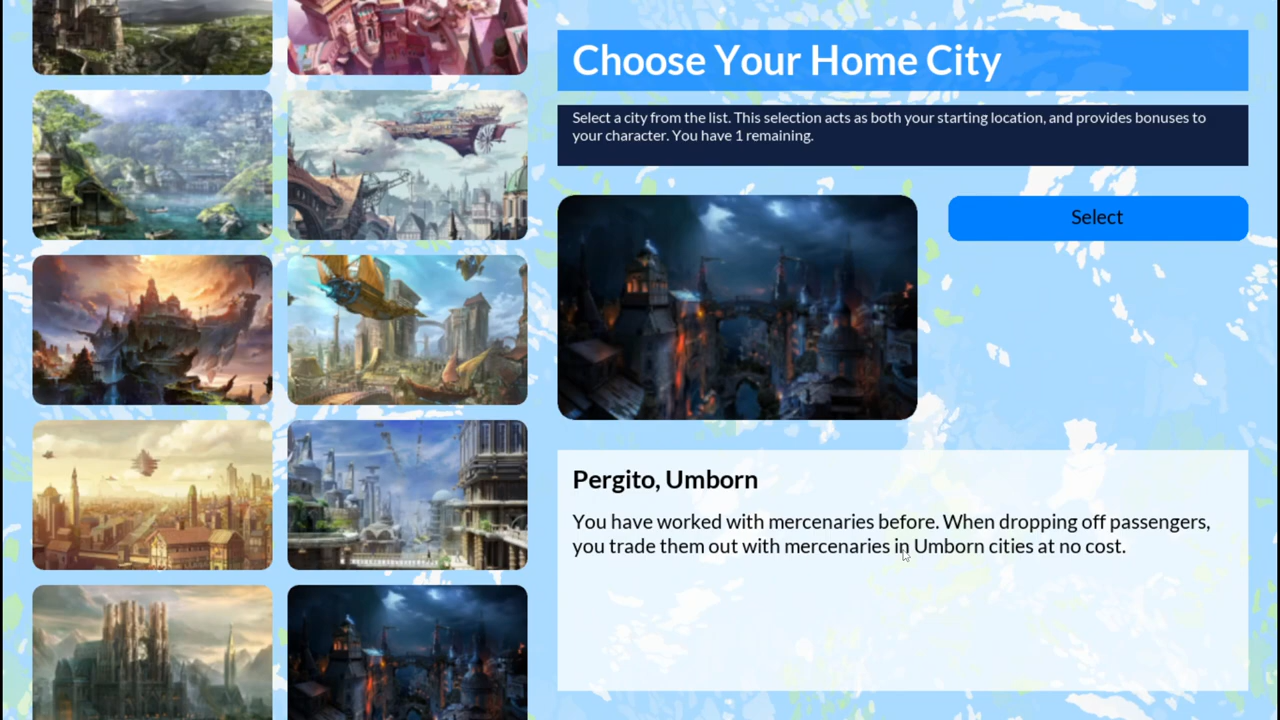 Choose Your Home City
Select a city from the list. This selection acts as both your starting location, and provides bonuses to
your character. You have 1 remaining.
Select
Pergito, Umborn
You have worked with mercenaries before. When dropping off passengers,
you trade them out with mercenaries in Umborn cities at no cost.